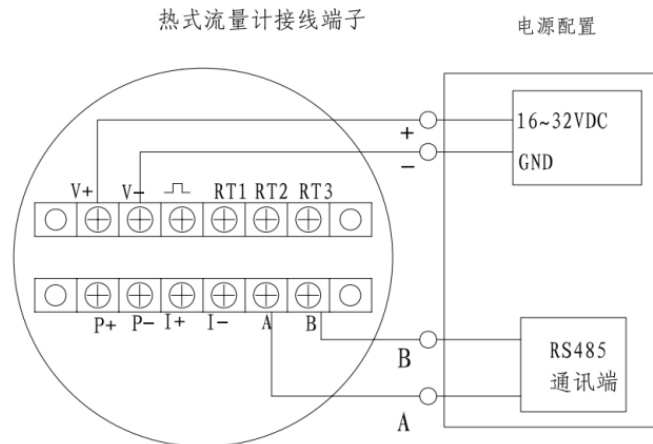 热式流量计接线端子
电源配置
16~32VDC
+
-
GND
V+ V- RT1 RT2 RT3
P+ P- I+ I- A B
B
RS485
通讯端
A